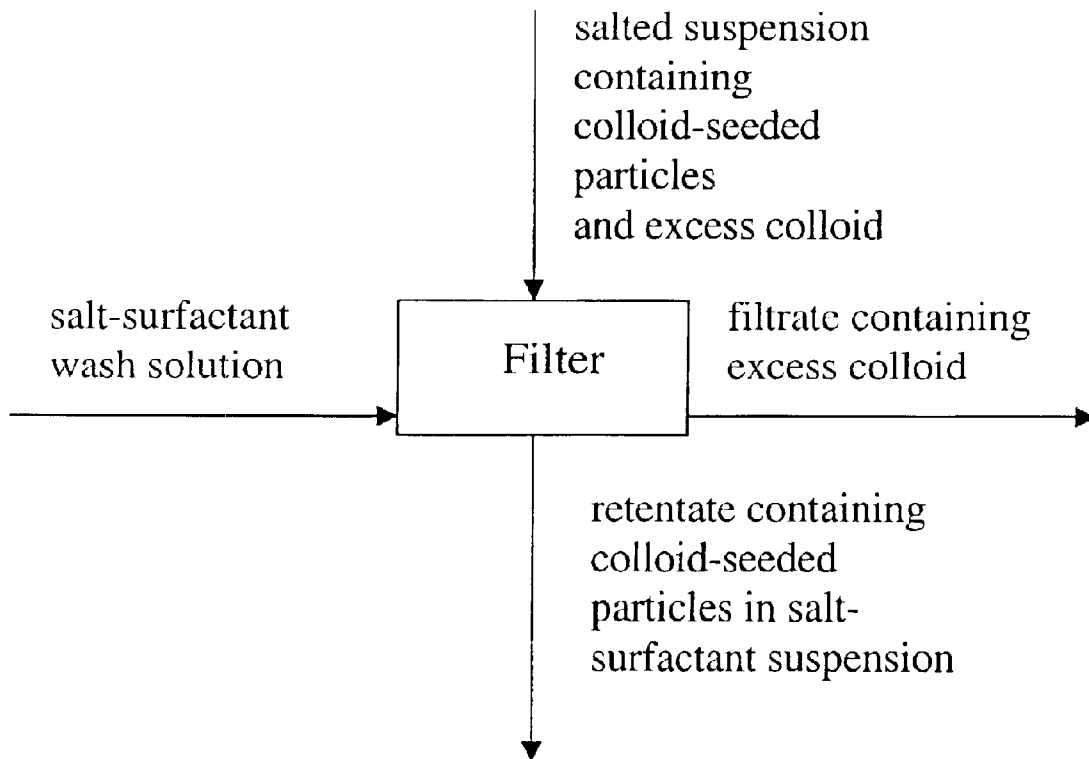 salted suspension
containing
colloid-seeded
particles
and excess colloid
salt-surfactant
wash solution
Filter
filtrate containing
excess colloid
retentate containing
colloid-seeded
particles in salt-
surfactant suspension